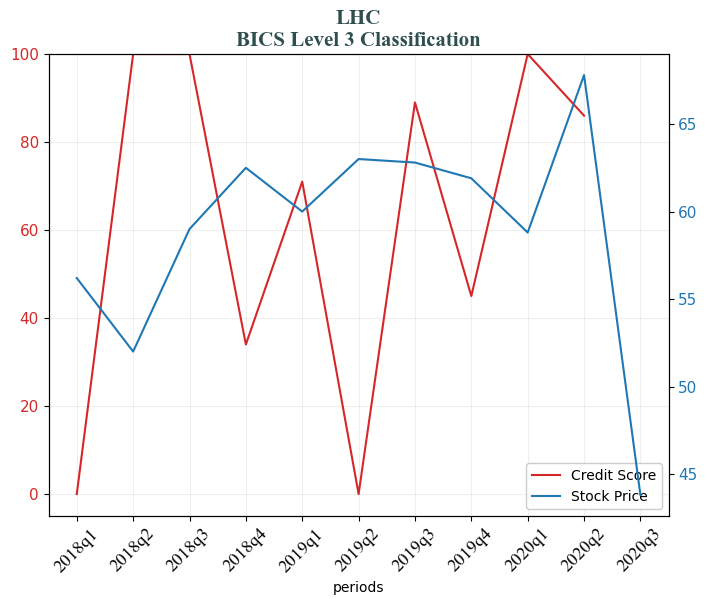 LHC
BICS Level 3 Classification
100
80
60
40
20
0
65
60
55
50
45
Credit Score
Stock Price
2018q1
2018q2
2018q3
2018q4
2019q1
2019q2
2019q3
2019q4
2020q1
2020q2
2020q3
periods